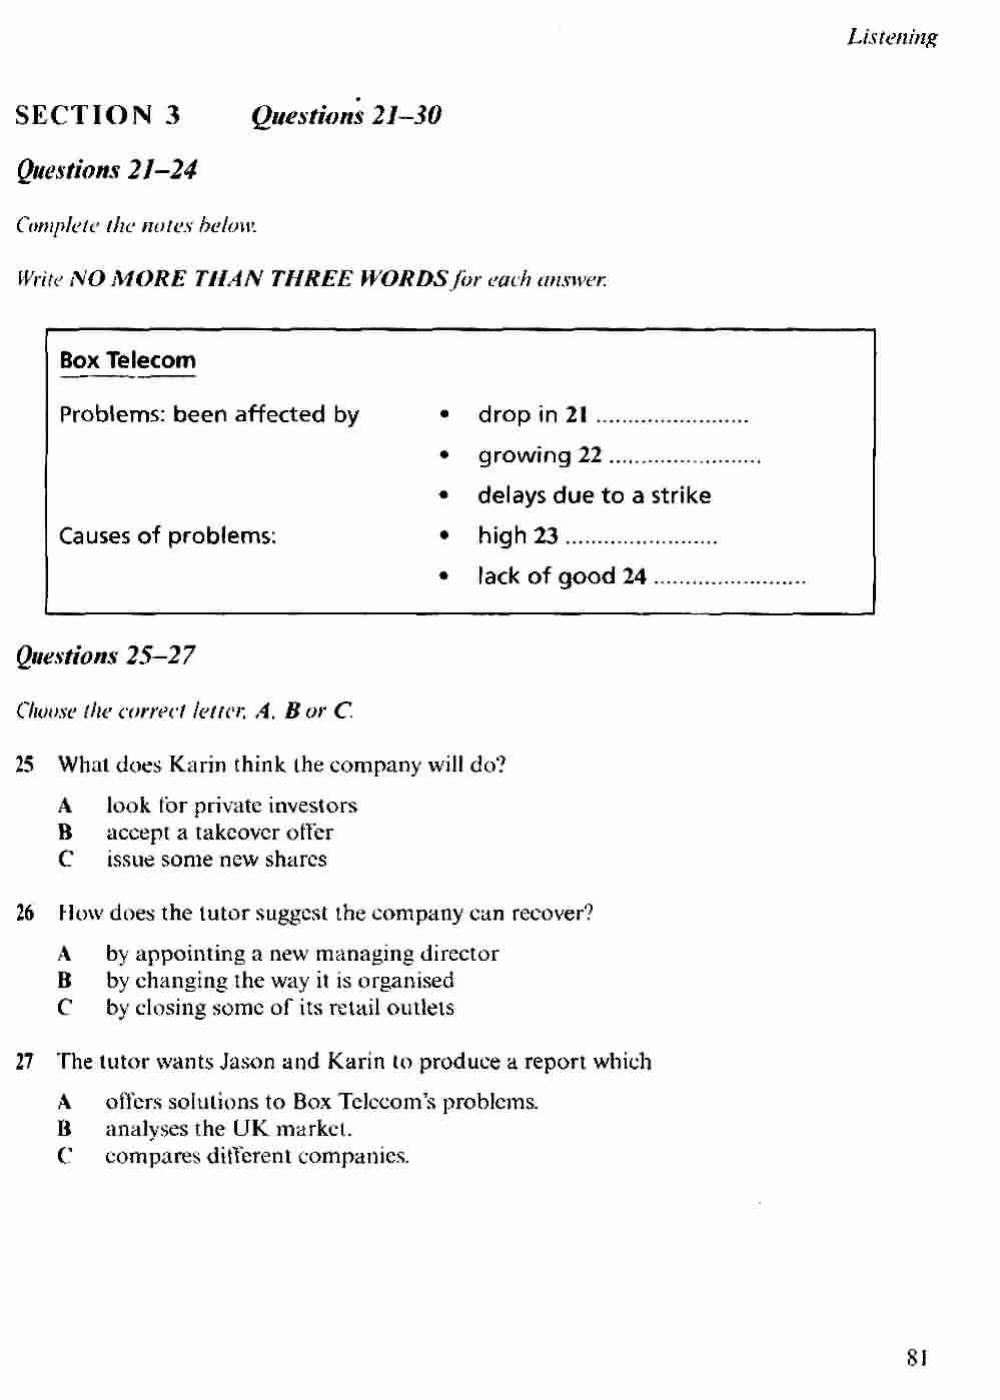 Listening
SECTION 3 Questions 21–30
Questions 21–24
Complete the notes below.
Write NO MORE THAN THREE WORDS for each answer.
Box Telecom
Problems: been affected by • drop in 21 ........................
• growing 22 ........................
• delays due to a strike
Causes of problems: • high 23 ........................
• lack of good 24 ........................
Questions 25–27
Choose the correct letter, A, B or C.
25 What does Karin think the company will do?
A look for private investors
B accept a takeover offer
C issue some new shares
26 How does the tutor suggest the company can recover?
A by appointing a new managing director
B by changing the way it is organised
C by closing some of its retail outlets
27 The tutor wants Jason and Karin to produce a report which
A offers solutions to Box Telecom's problems.
B analyses the UK market.
C compares different companies.
81